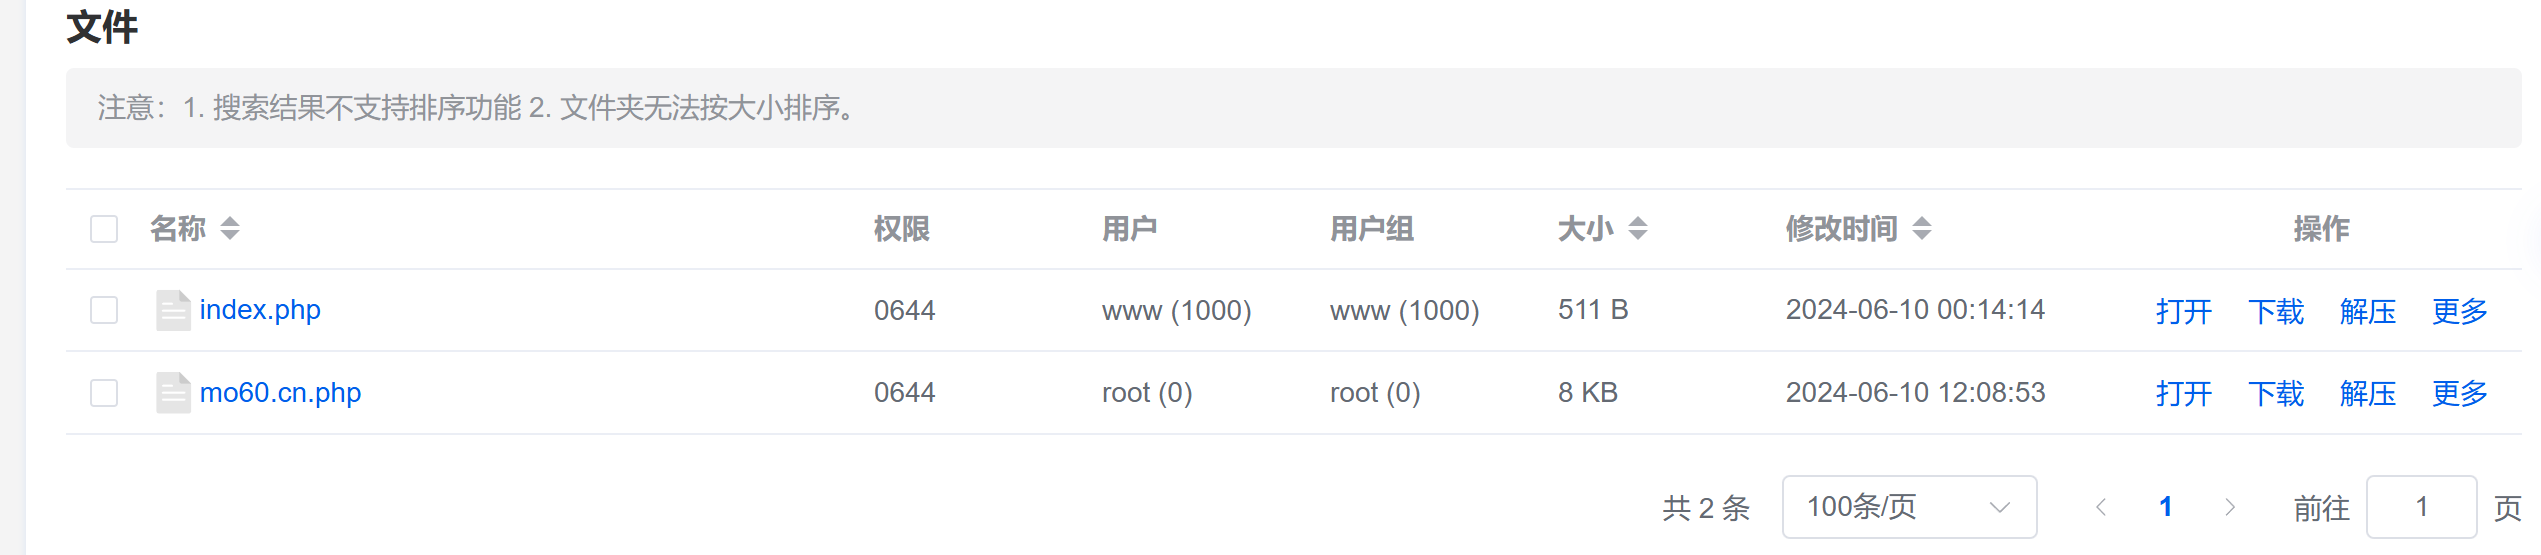 文件
注意：1. 搜索结果不支持排序功能 2. 文件夹无法按大小排序。
名称 权限 用户 用户组 大小 修改时间 操作
index.php 0644 www (1000) www (1000) 511 B 2024-06-10 00:14:14 打开 下载 解压 更多
mo60.cn.php 0644 root (0) root (0) 8 KB 2024-06-10 12:08:53 打开 下载 解压 更多
共 2 条 100条/页 1 前往 1 页